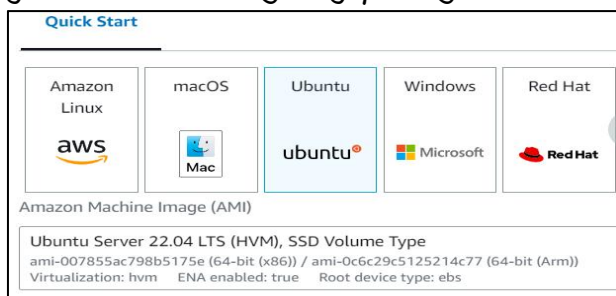 Quick Start
Amazon Linux
aws
macOS
Mac
Ubuntu
ubuntu
Windows
Microsoft
Red Hat
Red Hat
Amazon Machine Image (AMI)
Ubuntu Server 22.04 LTS (HVM), SSD Volume Type
ami-007855ac798b5175e (64-bit (x86)) / ami-0c6c29c5125214c77 (64-bit (Arm))
Virtualization: hvm ENA enabled: true Root device type: ebs